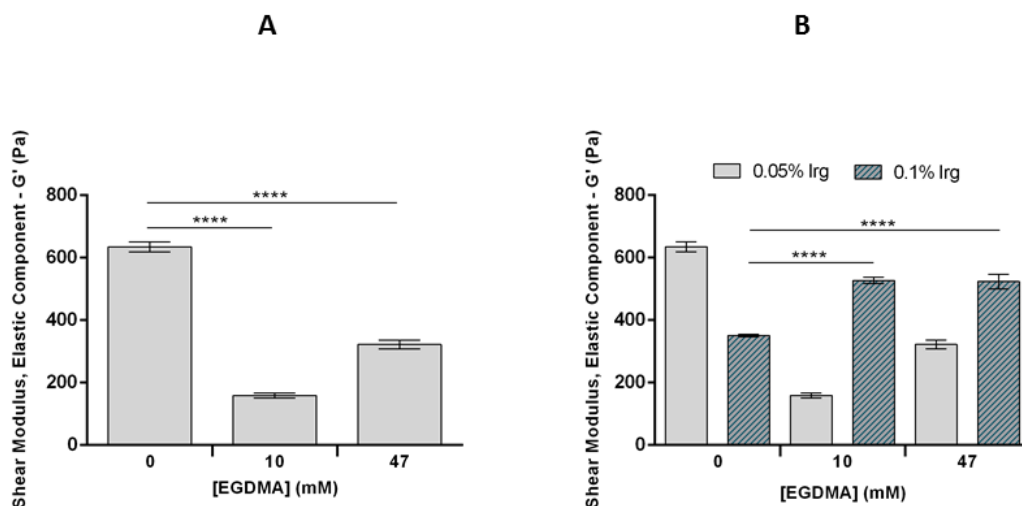 A
Shear Modulus, Elastic Component - G' (Pa)
800
600
400
200
0
****
****
0 10 47
[EGDMA] (mM)
B
Shear Modulus, Elastic Component - G' (Pa)
0.05% Irg 0.1% Irg
800
600
400
200
0
****
****
0 10 47
[EGDMA] (mM)